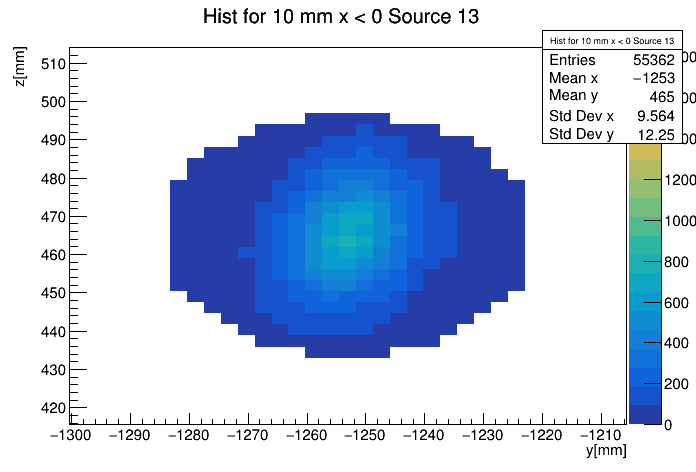 Hist for 10 mm x < 0 Source 13
z[mm]
Hist for 10 mm x < 0 Source 13
Entries 55362
Mean x −1253
Mean y 465
Std Dev x 9.564
Std Dev y 12.25
510
500
490
480
470
460
450
440
430
420
1200
1000
800
600
400
200
0
−1300 −1290 −1280 −1270 −1260 −1250 −1240 −1230 −1220 −1210
y[mm]